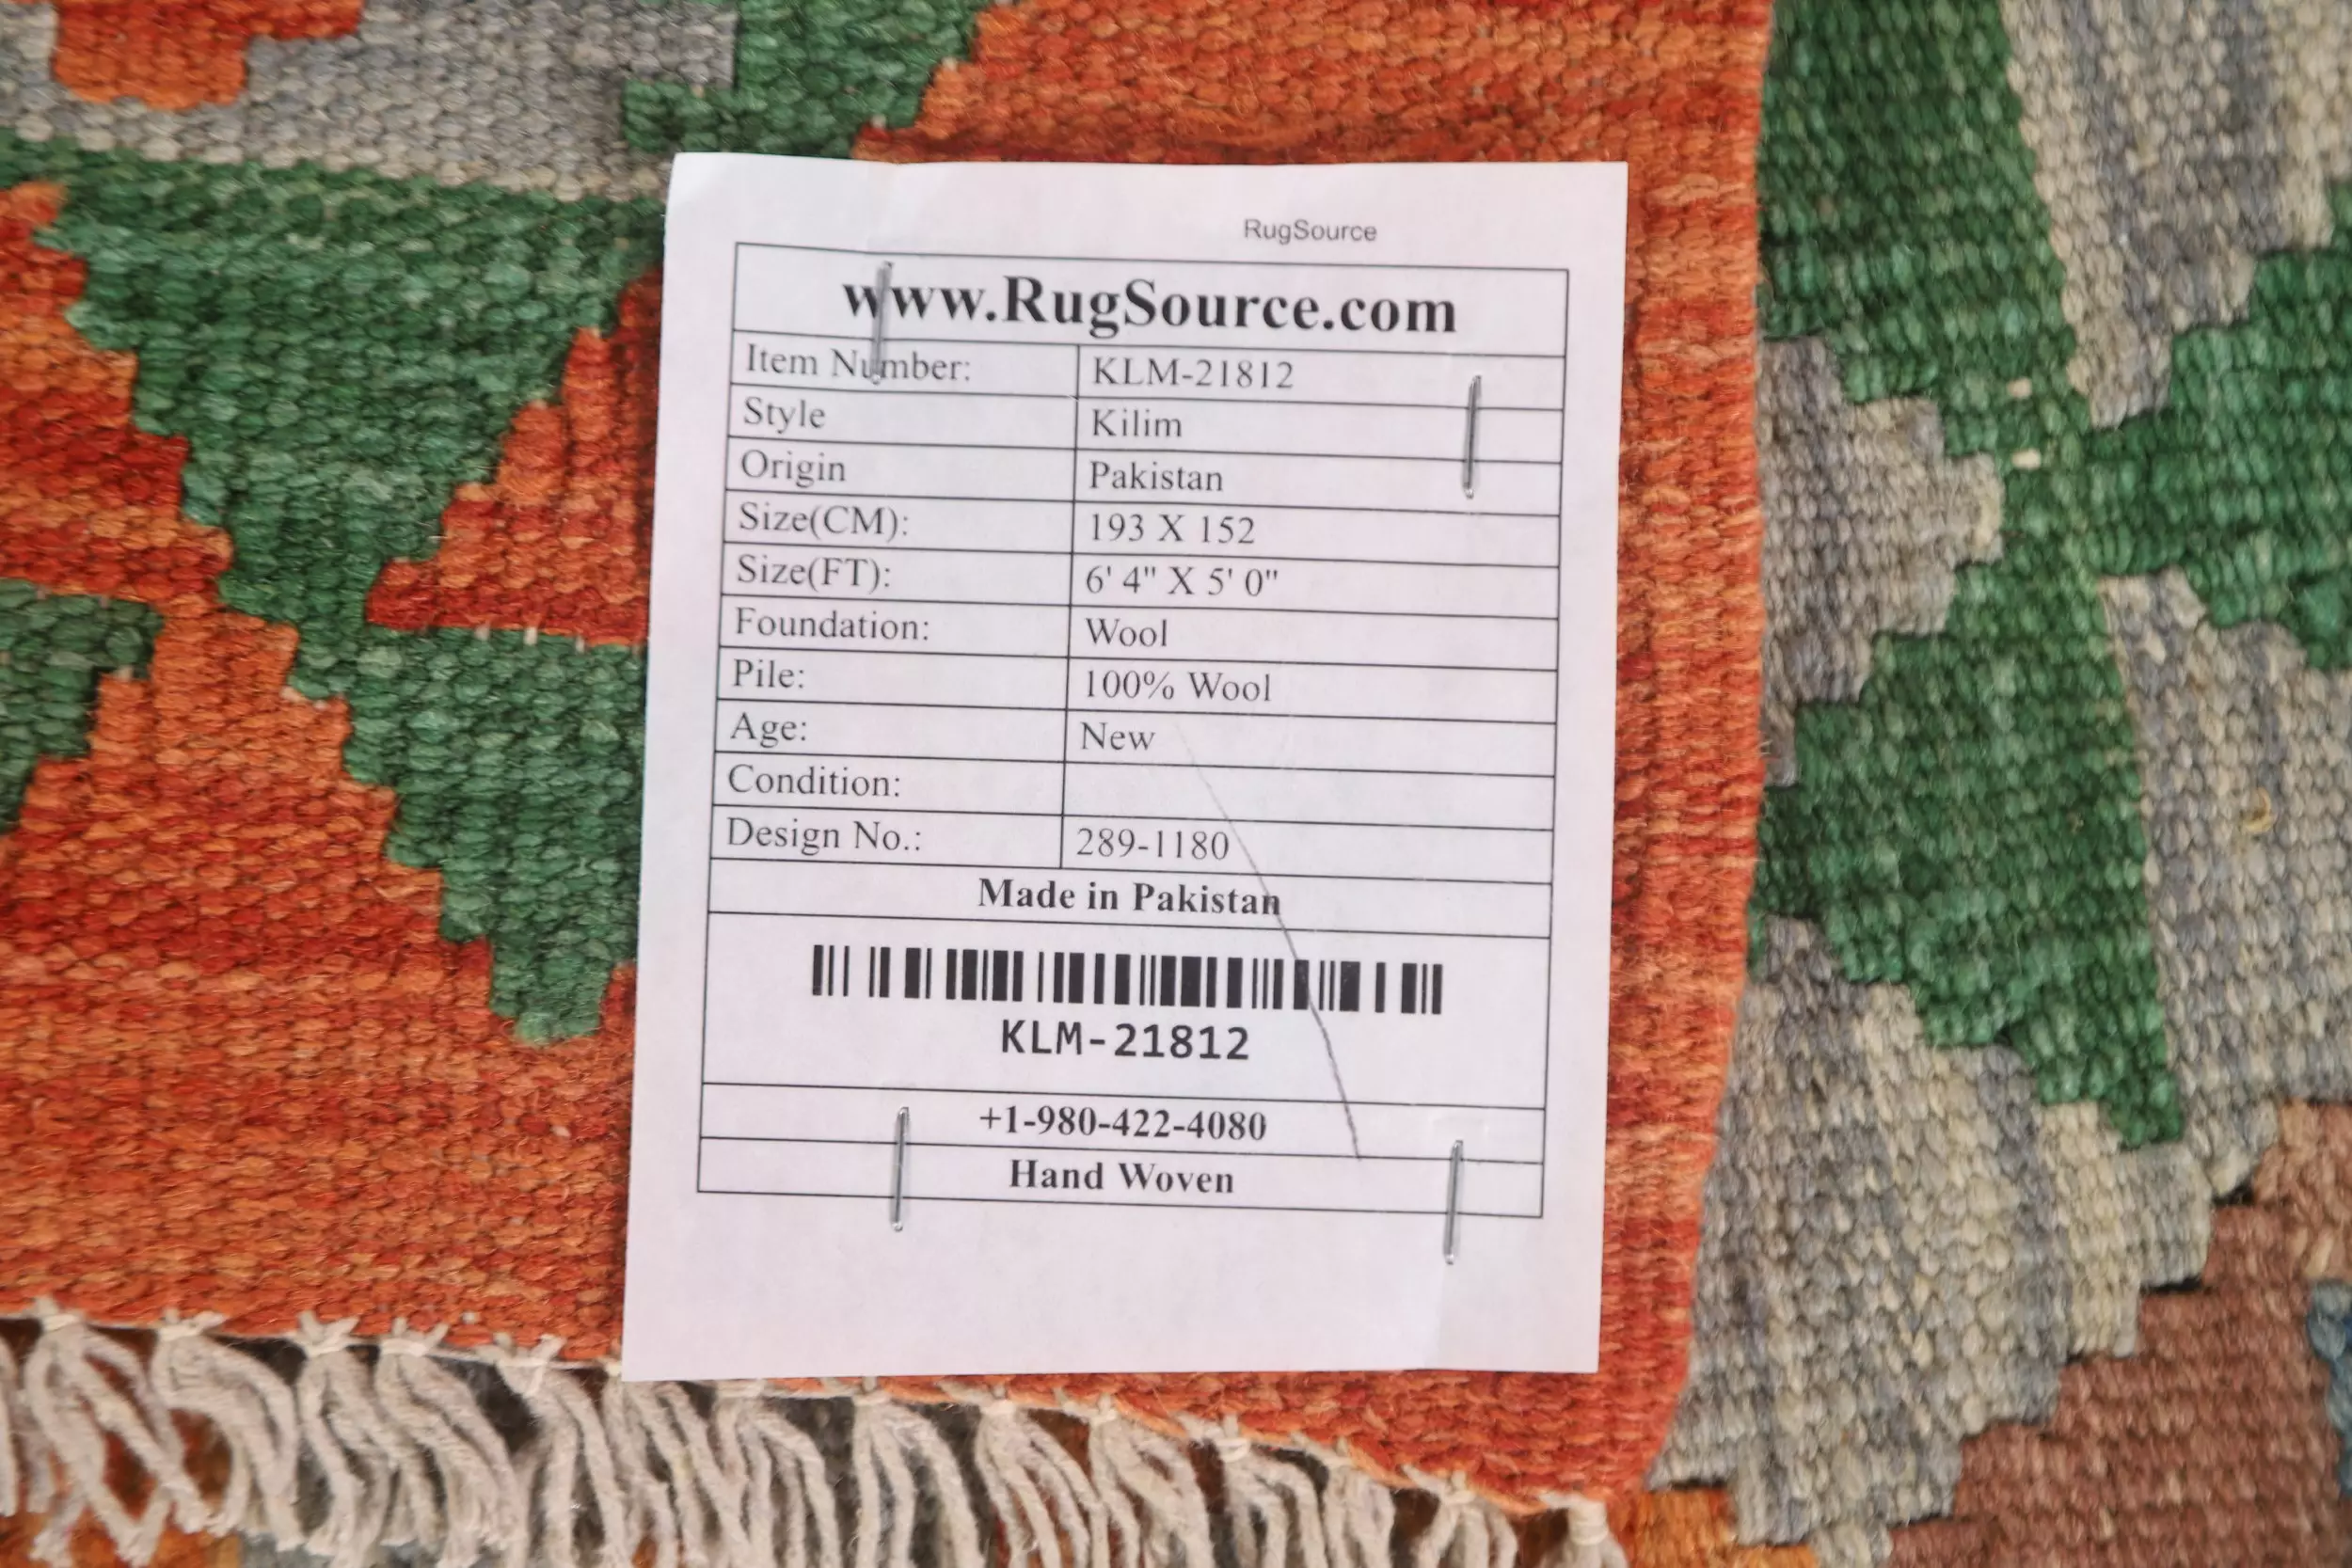 RugSource
www.RugSource.com
Item Number: KLM-21812
Style Kilim
Origin Pakistan
Size(CM): 193 X 152
Size(FT): 6' 4" X 5' 0"
Foundation: Wool
Pile: 100% Wool
Age: New
Condition:
Design No.: 289-1180
Made in Pakistan
KLM-21812
+1-980-422-4080
Hand Woven